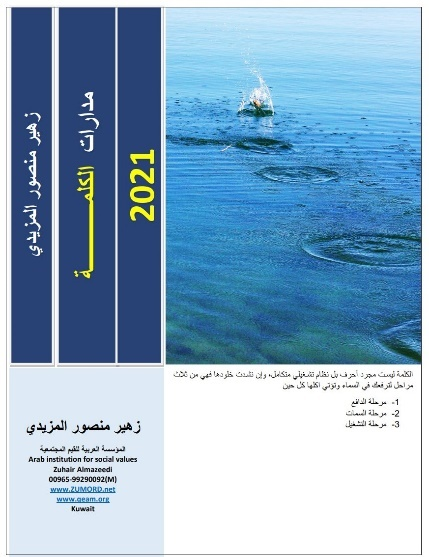 زهير منصور المزيدي
مدارات الكلمـــــــــــة
2021
الكلمة ليست مجرد أحرف بل نظام تشغيلي متكامل، وإن نشدت خلودها فهي من ثلاث
مراحل لترفعك في السماء وتؤتي اكلها كل حين
1- مرحلة الدافع
2- مرحلة السمات
3- مرحلة التشغيل
زهير منصور المزيدي
المؤسسة العربية للقيم المجتمعية
Arab institution for social values
Zuhair Almazeedi
00965-99290092(M)
www.ZUMORD.net
www.qeam.org
Kuwait